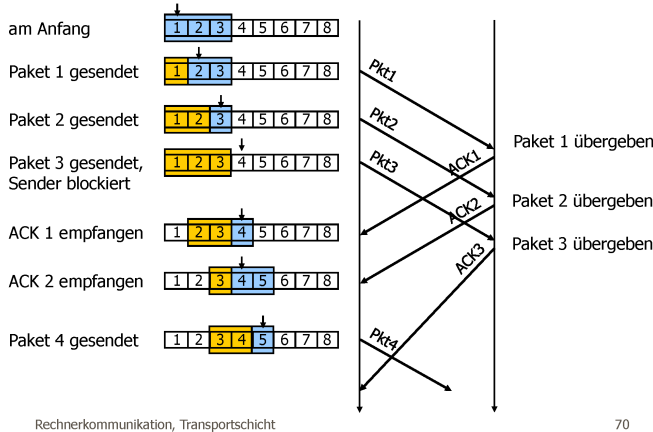 am Anfang
1 2 3 4 5 6 7 8
Paket 1 gesendet
1 2 3 4 5 6 7 8
Pkt1
Paket 2 gesendet
1 2 3 4 5 6 7 8
Pkt2
Paket 1 übergeben
Paket 3 gesendet,
Sender blockiert
1 2 3 4 5 6 7 8
Pkt3
ACK1
Paket 2 übergeben
ACK 1 empfangen
1 2 3 4 5 6 7 8
ACK2
Paket 3 übergeben
ACK 2 empfangen
1 2 3 4 5 6 7 8
ACK3
Paket 4 gesendet
1 2 3 4 5 6 7 8
Pkt4
Rechnerkommunikation, Transportschicht
70